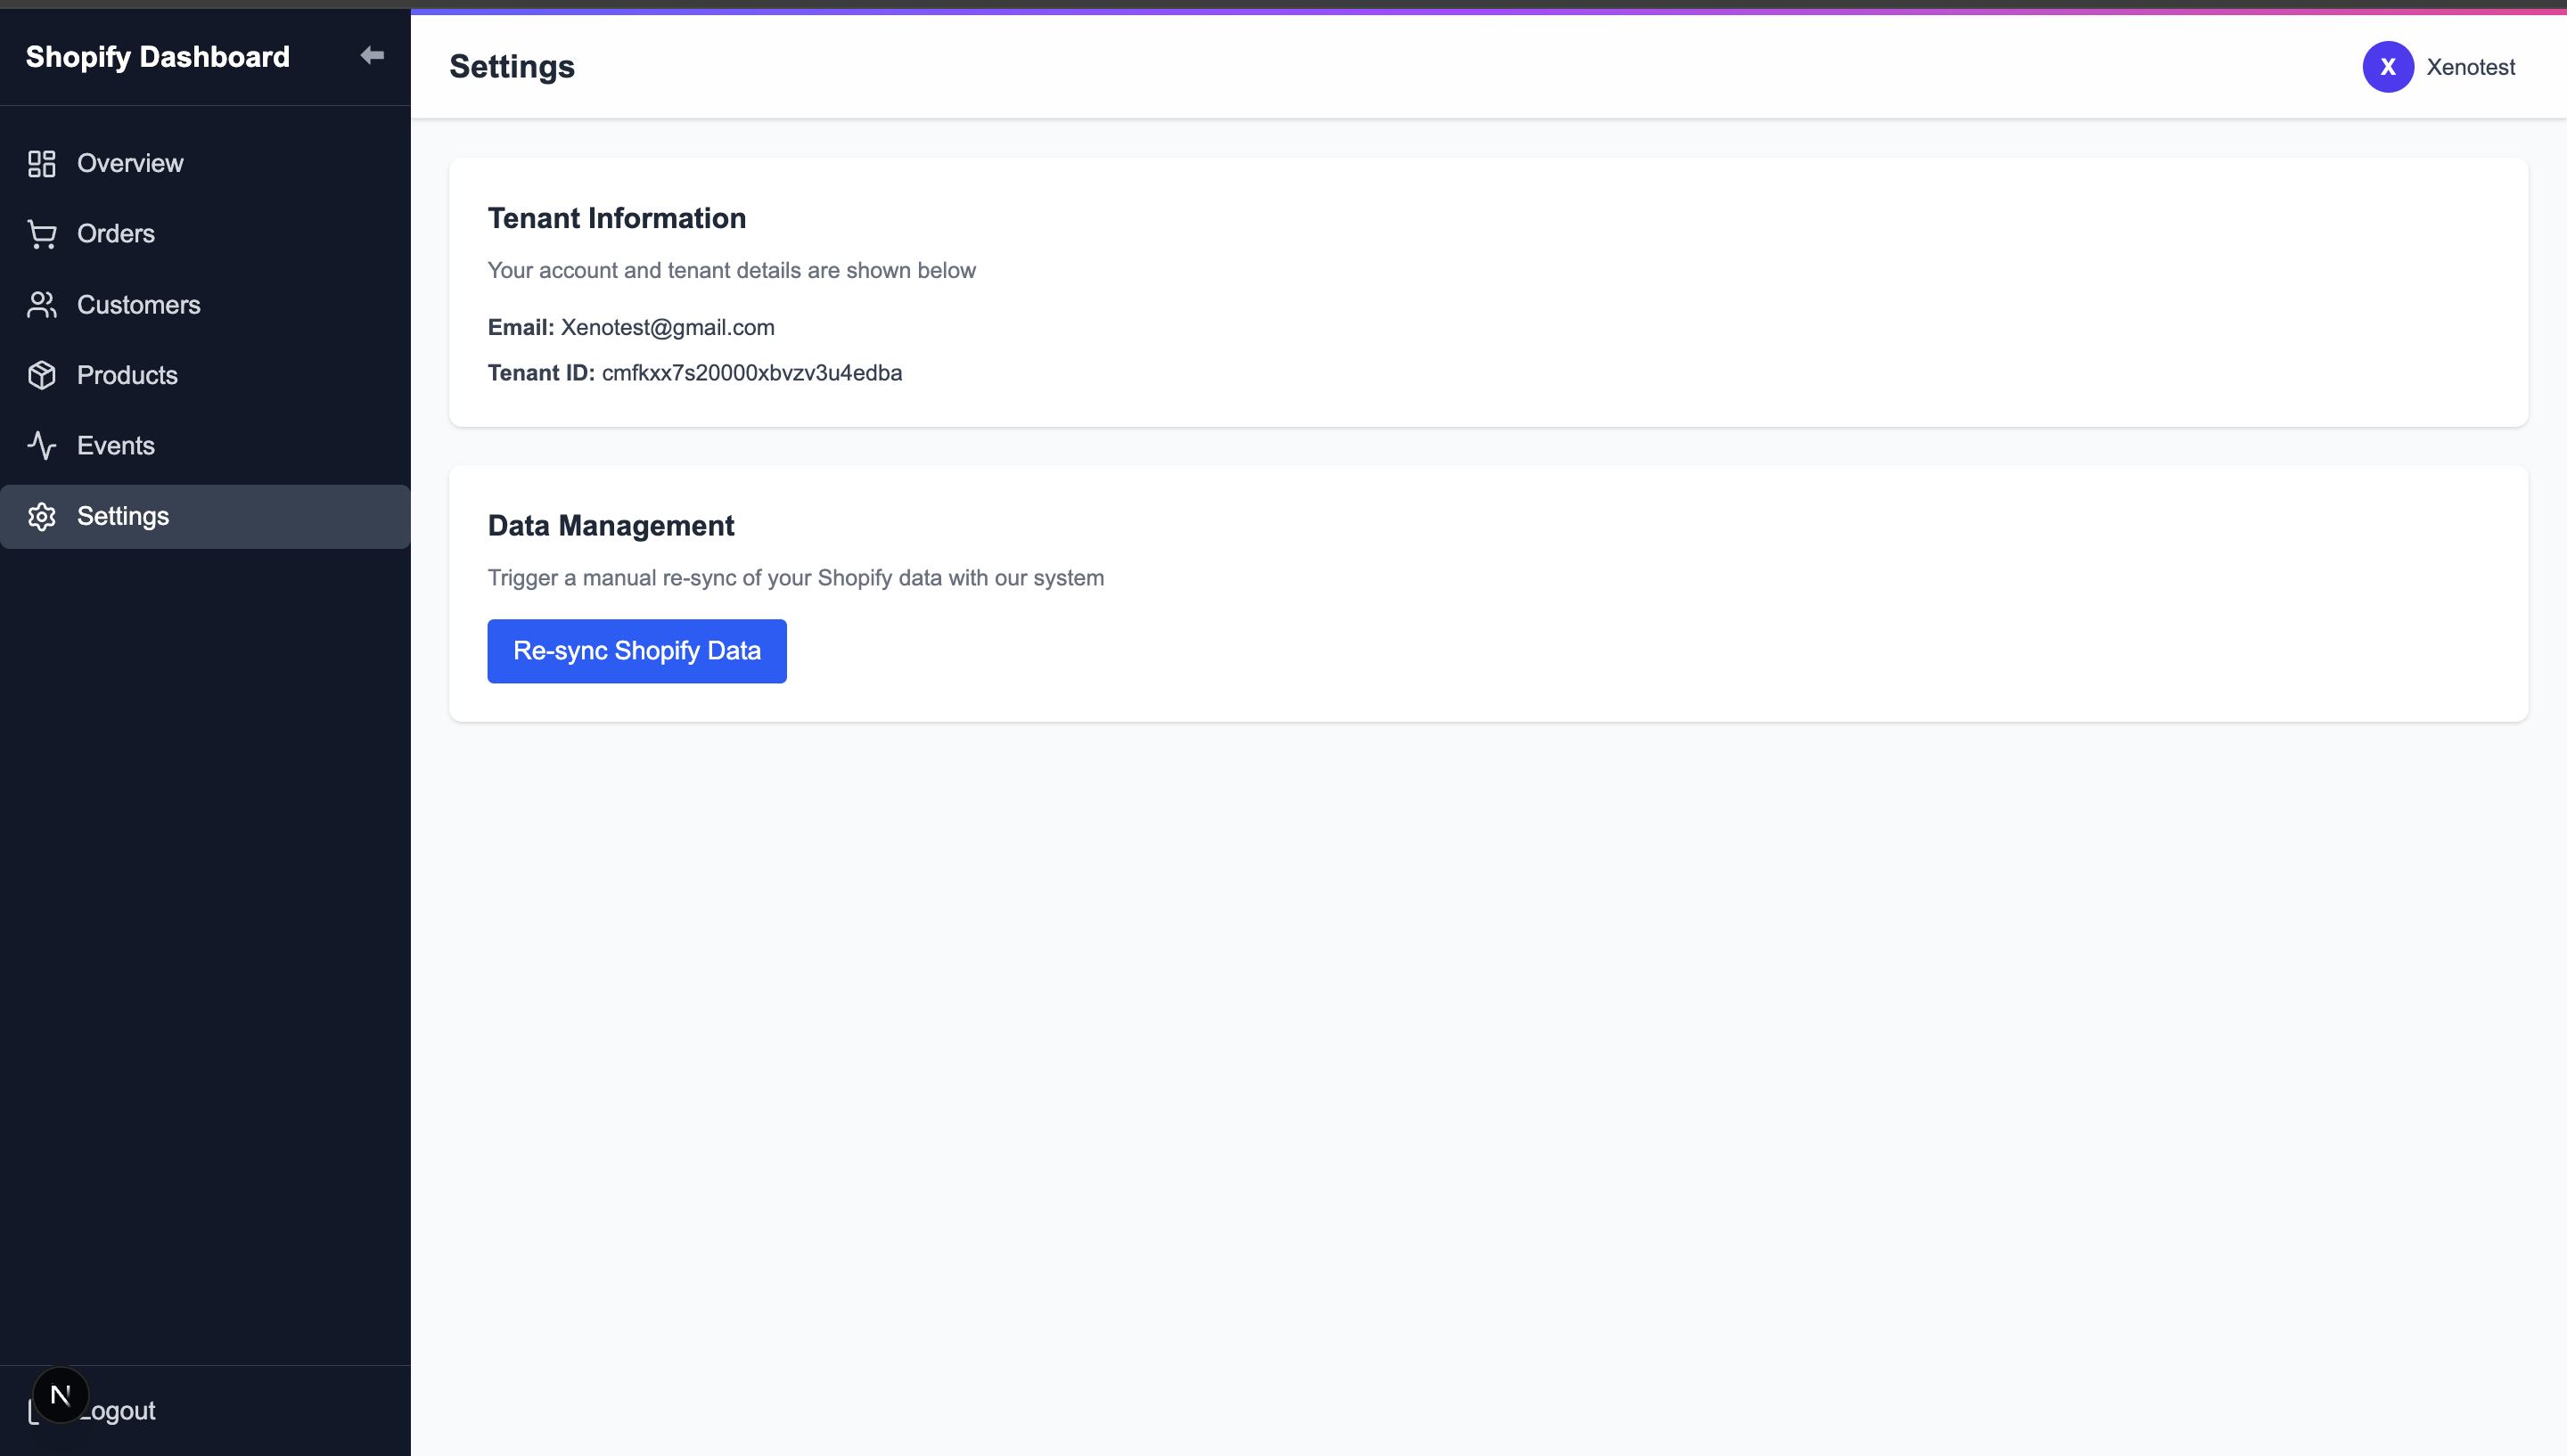 Shopify Dashboard
Overview
Orders
Customers
Products
Events
Settings
N
Logout
Settings
X
Xenotest
Tenant Information
Your account and tenant details are shown below
Email: Xenotest@gmail.com
Tenant ID: cmfkxx7s20000xbvzv3u4edba
Data Management
Trigger a manual re-sync of your Shopify data with our system
Re-sync Shopify Data